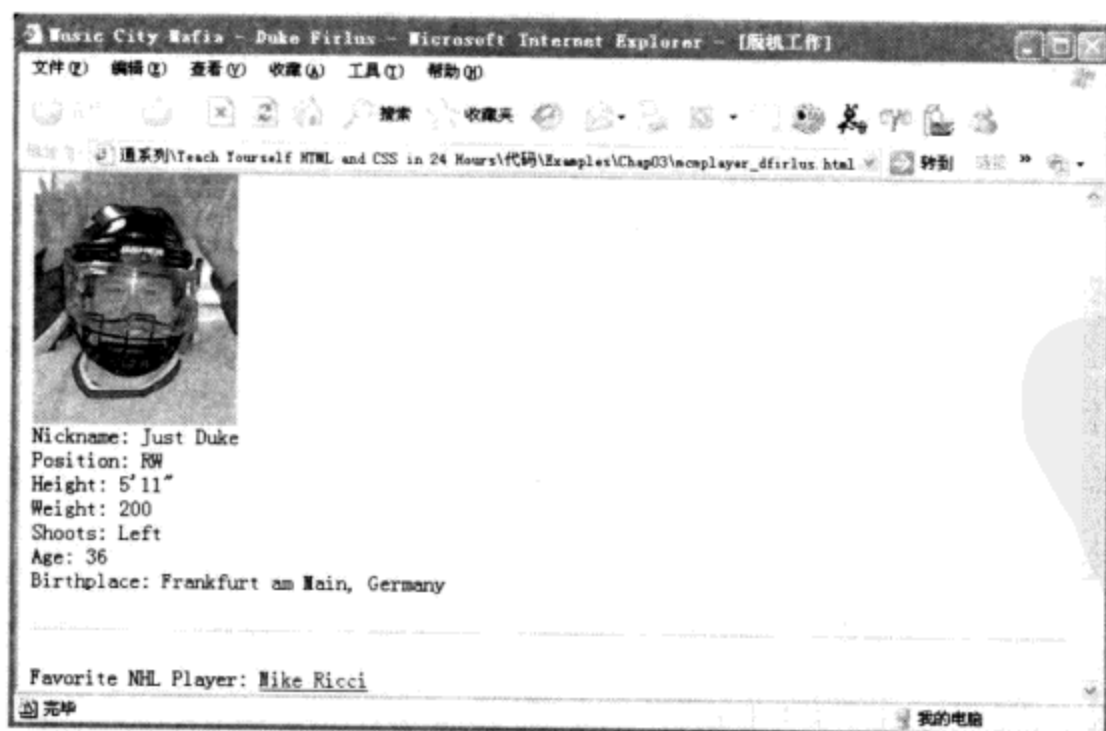 Music City Mafia - Duke Firlus - Microsoft Internet Explorer - [脱机工作]
文件(F) 编辑(E) 查看(V) 收藏(A) 工具(T) 帮助(H)
搜索 收藏夹
通系列\Teach Yourself HTML and CSS in 24 Hours\代码\Examples\Chap03\mcmplayer_dfirlus.html 转到 »
Nickname: Just Duke
Position: RW
Height: 5'11"
Weight: 200
Shoots: Left
Age: 36
Birthplace: Frankfurt am Main, Germany
Favorite NHL Player: Mike Ricci
完毕 我的电脑